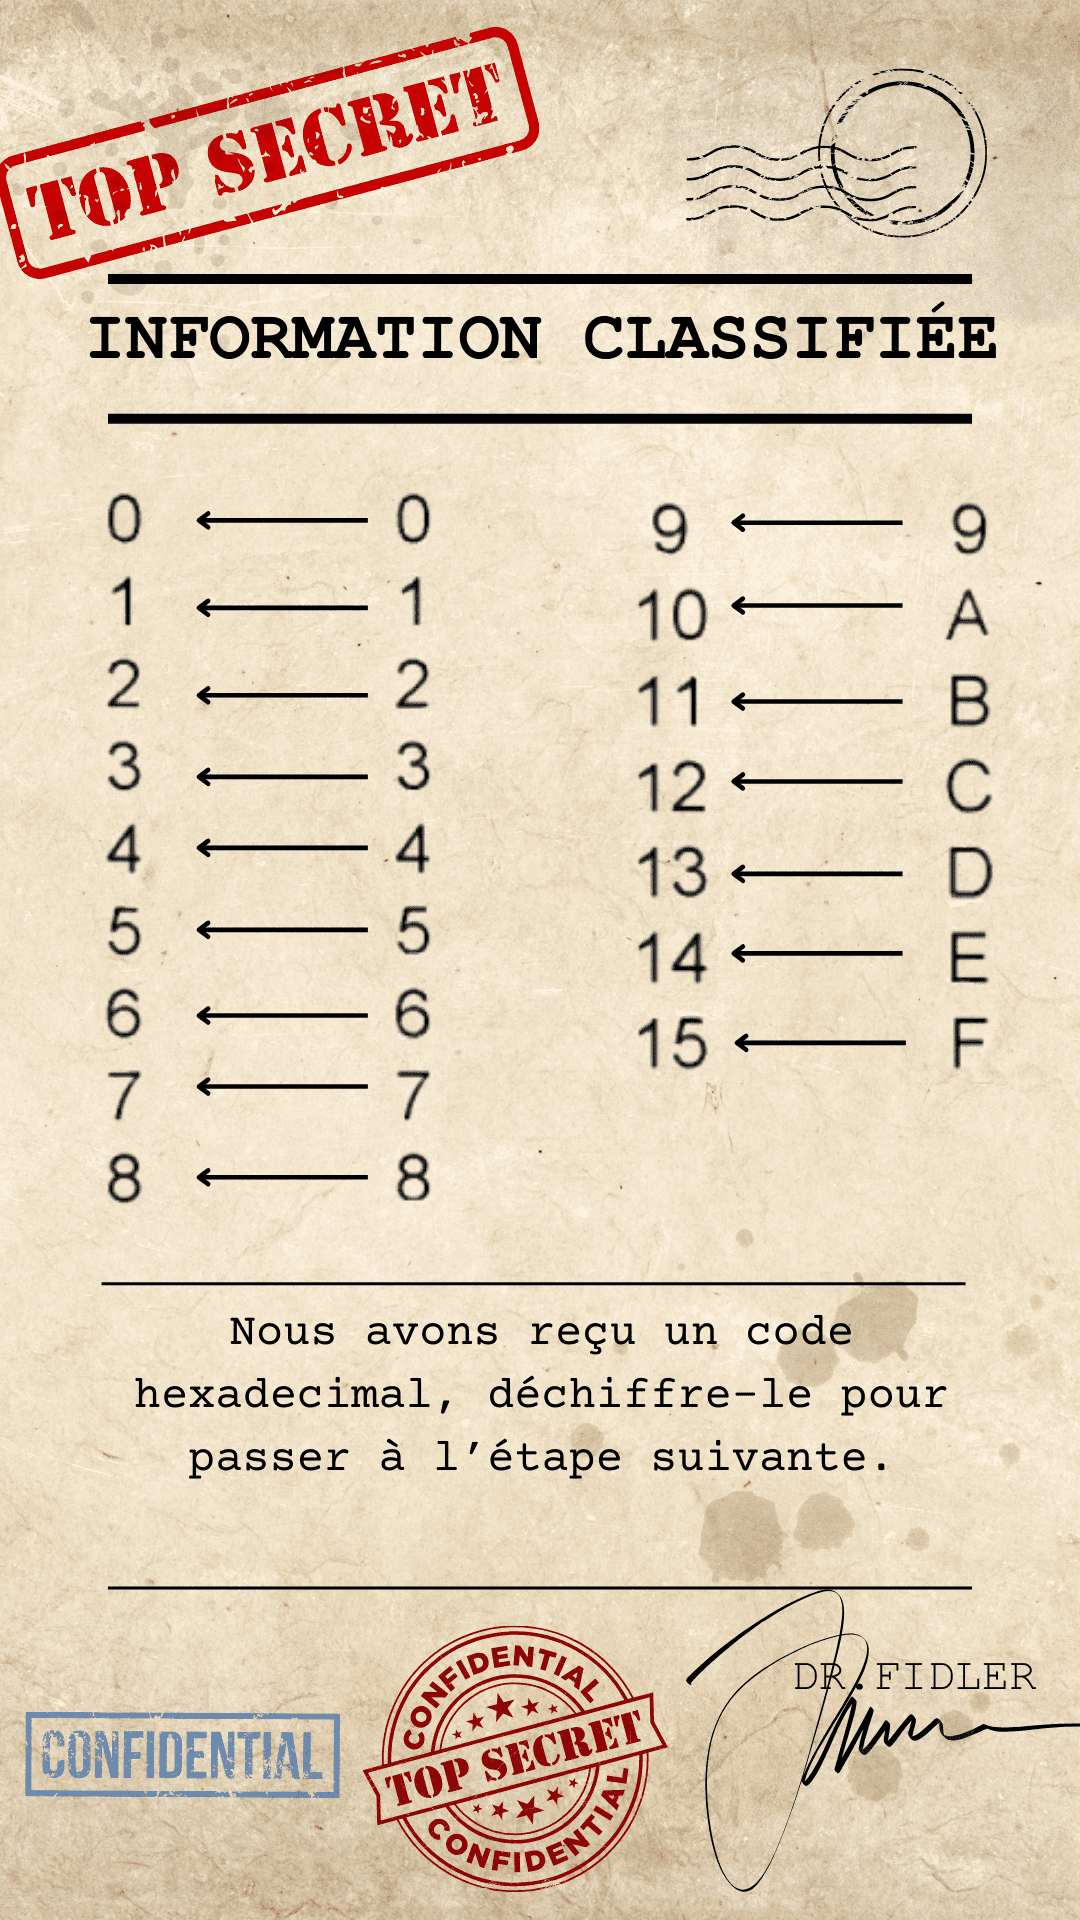 TOP SECRET
INFORMATION CLASSIFIÉE
0 0
1 1
2 2
3 3
4 4
5 5
6 6
7 7
8 8
9 9
10 A
11 B
12 C
13 D
14 E
15 F
Nous avons reçu un code
hexadecimal, déchiffre-le pour
passer à l’étape suivante.
DR FIDLER
CONFIDENTIAL
CONFIDENTIAL
TOP SECRET
CONFIDENTIAL